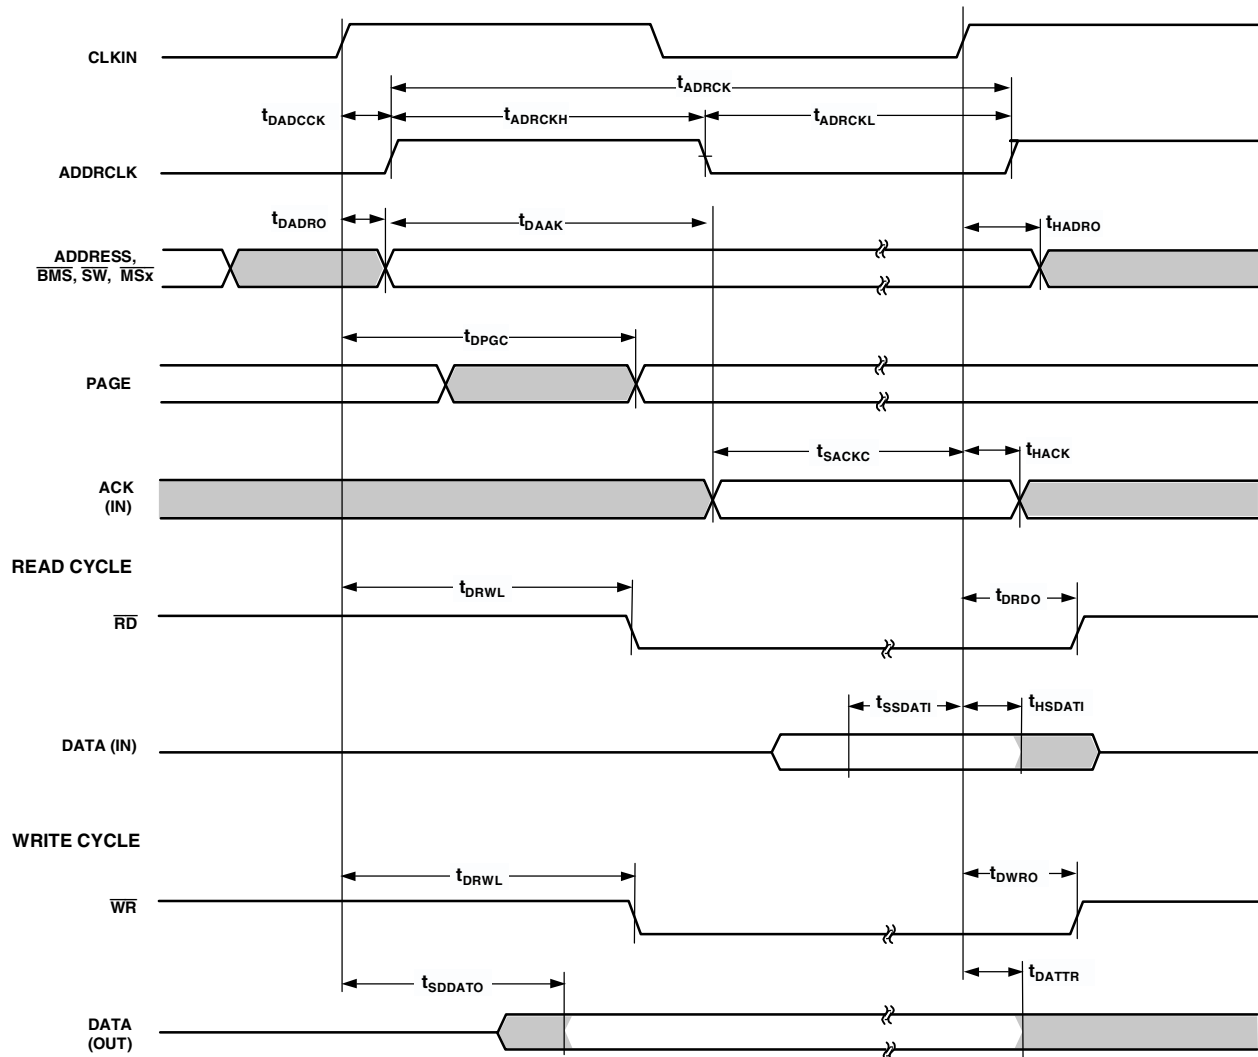 CLKIN
tADRCK
tDADCCK
tADRCKH
tADRCKL
ADDRCLK
tDADRO
tDAAK
tHADRO
ADDRESS,
BMS, SW, MSx
tDPGC
PAGE
tSACKC
tHACK
ACK
(IN)
READ CYCLE
tDRWL
tDRDO
RD
tSSDATI
tHSDATI
DATA (IN)
WRITE CYCLE
tDRWL
tDWRO
WR
tSDDATO
tDATTR
DATA
(OUT)